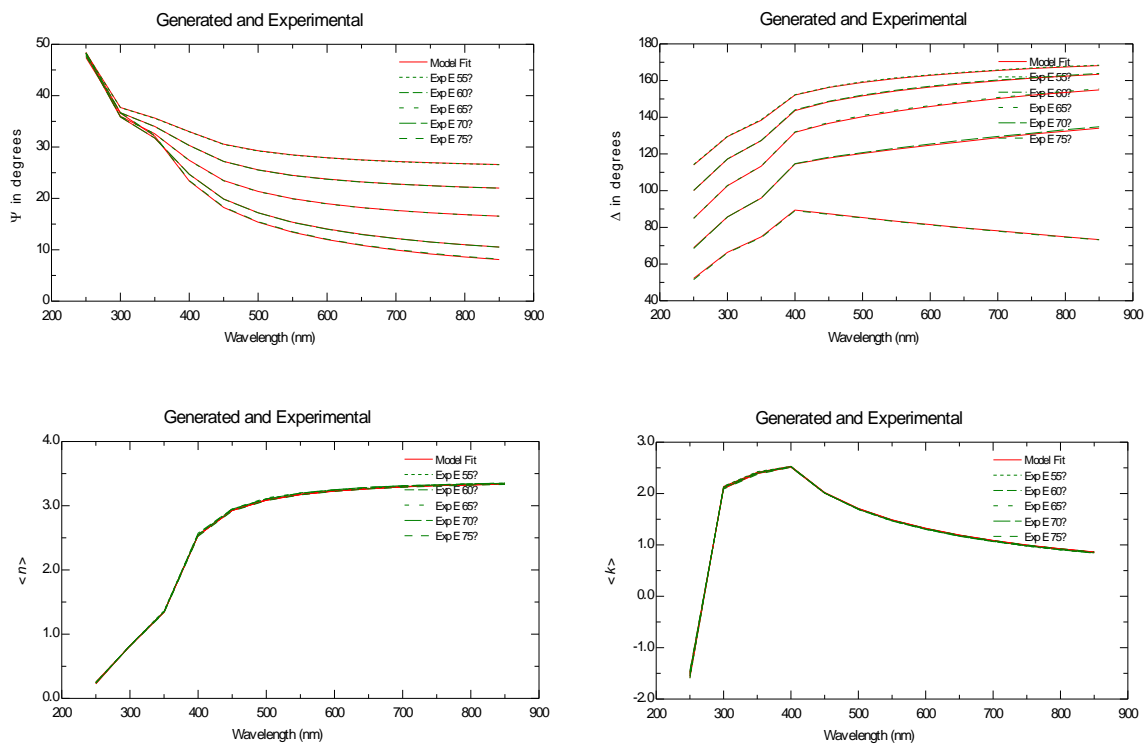 Generated and Experimental
Ψ in degrees
50
40
30
20
10
0
200 300 400 500 600 700 800 900
Wavelength (nm)
Model Fit
Exp E 55?
Exp E 60?
Exp E 65?
Exp E 70?
Exp E 75?
Generated and Experimental
Δ in degrees
180
160
140
120
100
80
60
40
200 300 400 500 600 700 800 900
Wavelength (nm)
Model Fit
Exp E 55?
Exp E 60?
Exp E 65?
Exp E 70?
Exp E 75?
Generated and Experimental
<n>
4.0
3.0
2.0
1.0
0.0
200 300 400 500 600 700 800 900
Wavelength (nm)
Model Fit
Exp E 55?
Exp E 60?
Exp E 65?
Exp E 70?
Exp E 75?
Generated and Experimental
<k>
3.0
2.0
1.0
0.0
-1.0
-2.0
200 300 400 500 600 700 800 900
Wavelength (nm)
Model Fit
Exp E 55?
Exp E 60?
Exp E 65?
Exp E 70?
Exp E 75?